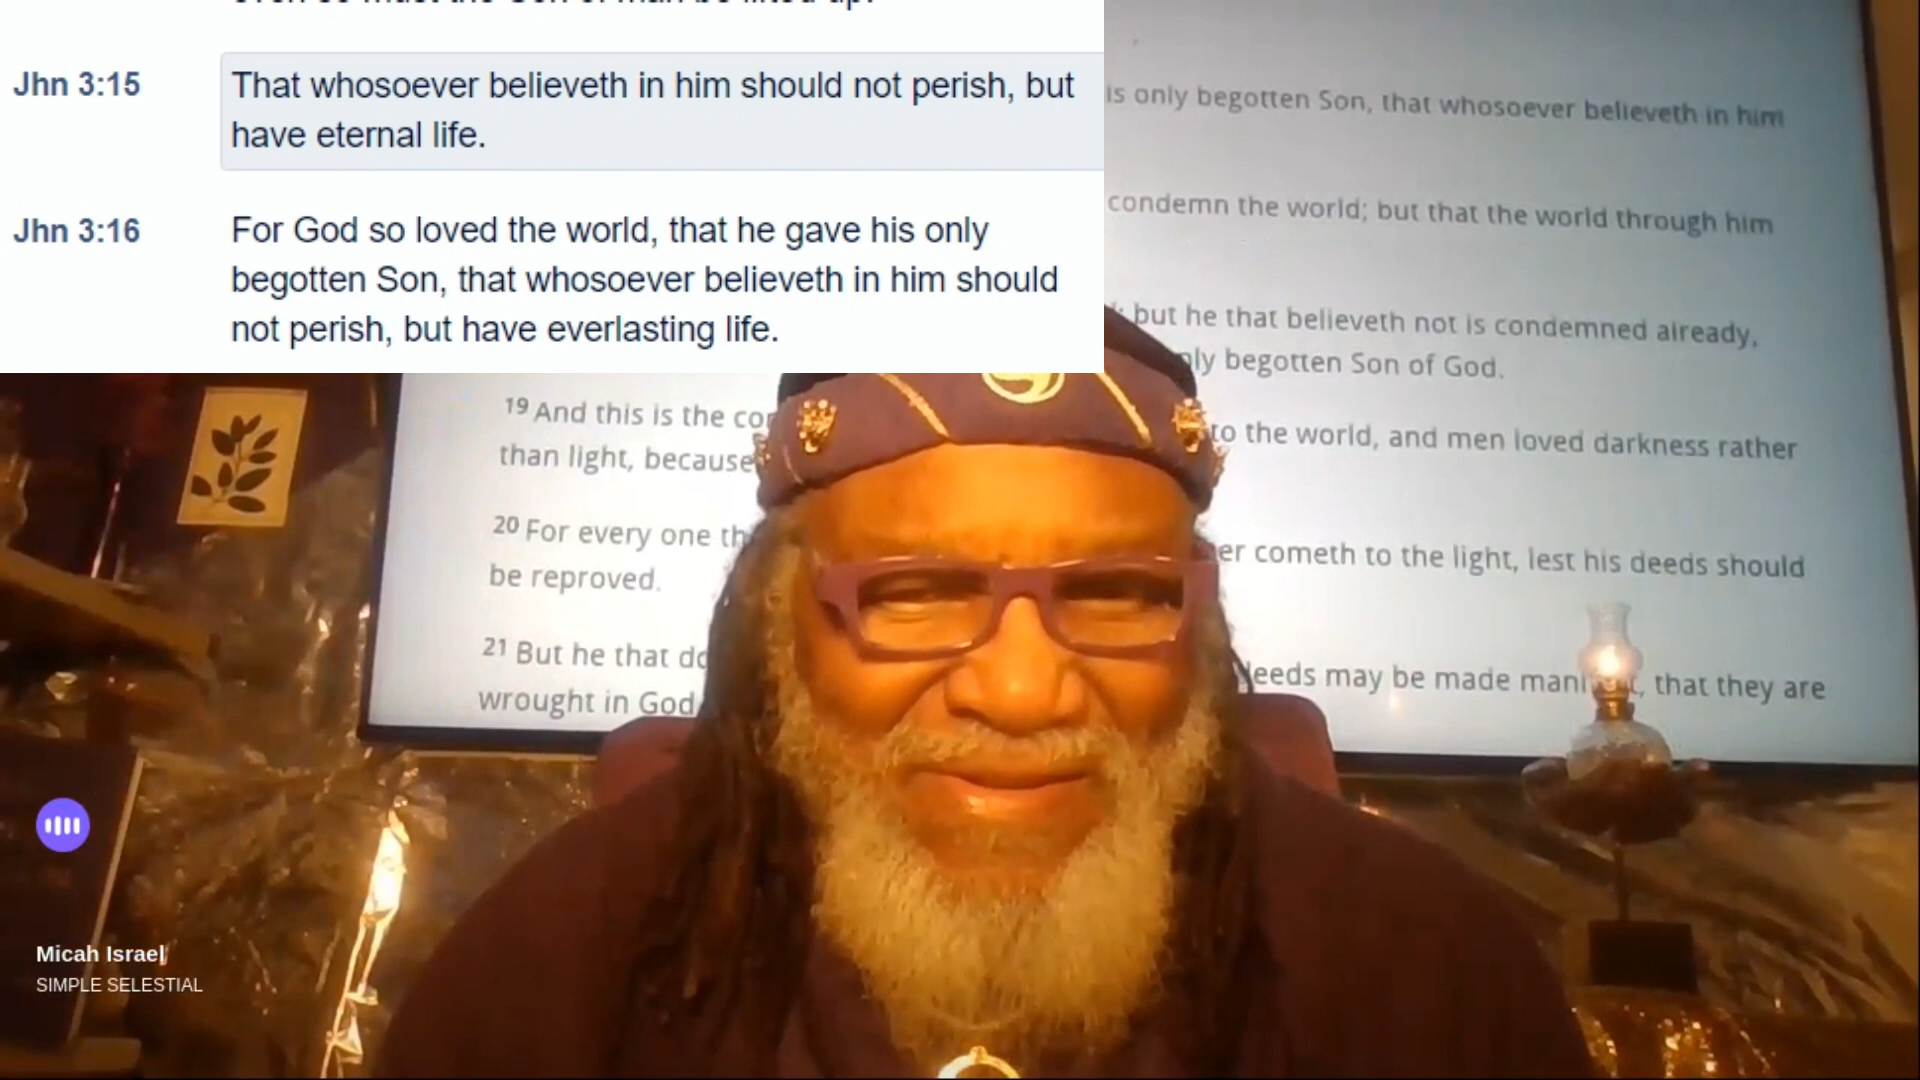 Jhn 3:15
That whosoever believeth in him should not perish, but
have eternal life.
Jhn 3:16
For God so loved the world, that he gave his only
begotten Son, that whosoever believeth in him should
not perish, but have everlasting life.
is only begotten Son, that whosoever believeth in him
condemn the world; but that the world through him
but he that believeth not is condemned already,
begotten Son of God.
19 And this is the
to the world, and men loved darkness rather
than light, because
20 For every one
cometh to the light, lest his deeds should
be reproved.
21 But he that
deeds may be made that they are
wrought in God
Micah Israel
SIMPLE SELESTIAL